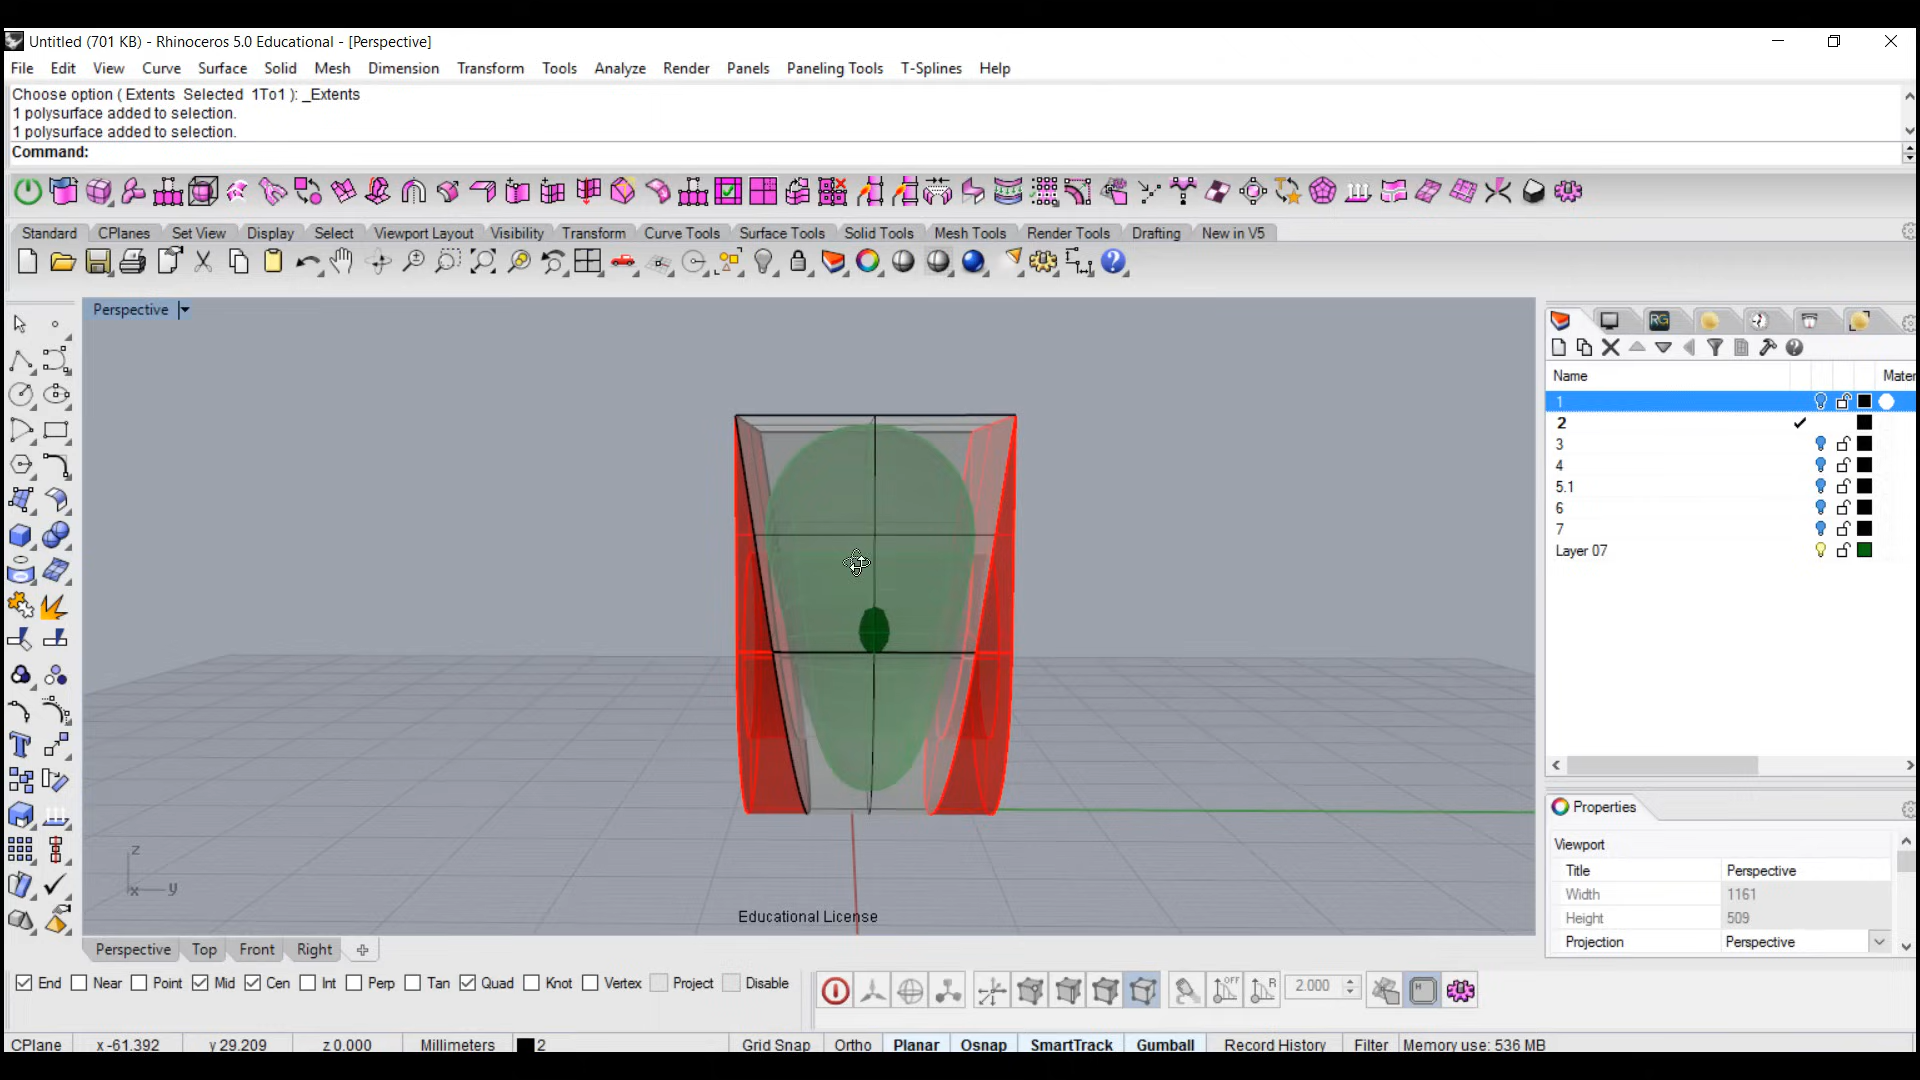 Untitled (701 KB) - Rhinoceros 5.0 Educational - [Perspective]
File Edit View Curve Surface Solid Mesh Dimension Transform Tools Analyze Render Panels Paneling Tools T-Splines Help
Choose option ( Extents Selected 1To1 ): _Extents
1 polysurface added to selection.
1 polysurface added to selection.
Command:
Standard CPlanes Set View Display Select Viewport Layout Visibility Transform Curve Tools Surface Tools Solid Tools Mesh Tools Render Tools Drafting New in V5
Perspective
RG
Name Mater
1
2
3
4
5.1
6
7
Layer 07
Properties
Viewport
Title Perspective
Width 1161
Height 509
Projection Perspective
z
x y
Educational License
Perspective Top Front Right
End Near Point Mid Cen Int Perp Tan Quad Knot Vertex Project Disable
OFF R 2.000 H
CPlane x -61.392 y 29.209 z 0.000 Millimeters 2 Grid Snap Ortho Planar Osnap SmartTrack Gumball Record History Filter Memory use: 536 MB